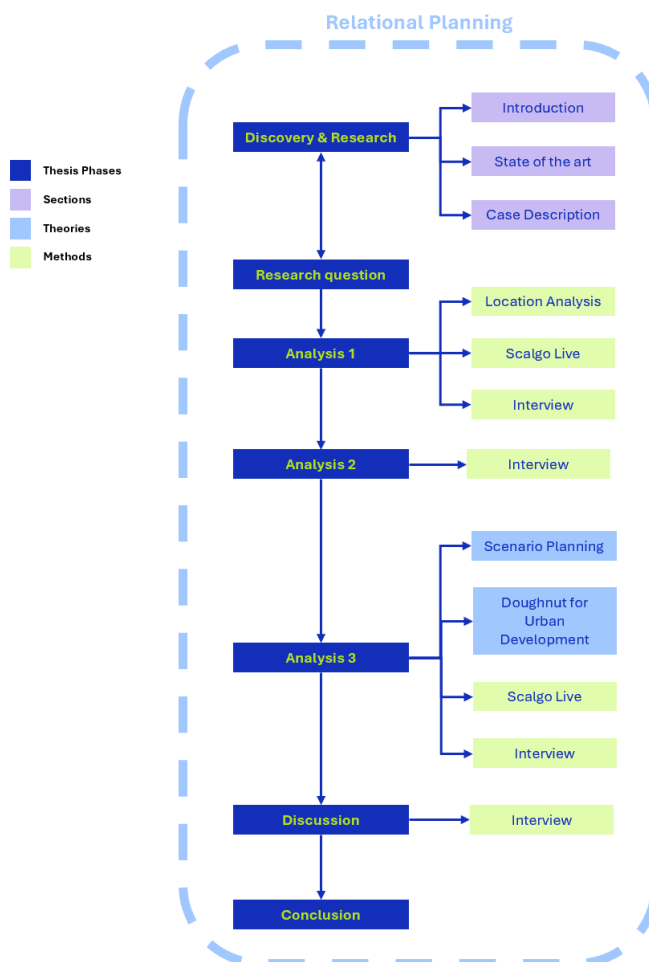 Relational Planning
Thesis Phases
Sections
Theories
Methods
Discovery & Research
Introduction
State of the art
Case Description
Research question
Analysis 1
Location Analysis
Scalgo Live
Interview
Analysis 2
Interview
Analysis 3
Scenario Planning
Doughnut for
Urban
Development
Scalgo Live
Interview
Discussion
Interview
Conclusion